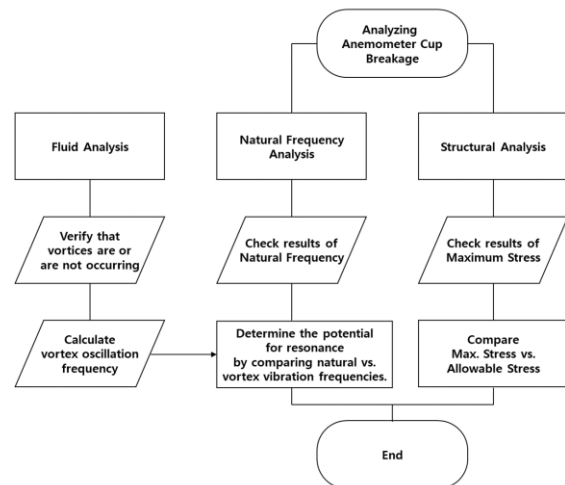 Analyzing
Anemometer Cup
Breakage
Fluid Analysis
Natural Frequency
Analysis
Structural Analysis
Verify that
vortices are or
are not occurring
Check results of
Natural Frequency
Check results of
Maximum Stress
Calculate
vortex oscillation
frequency
Determine the potential
for resonance
by comparing natural vs.
vortex vibration frequencies.
Compare
Max. Stress vs.
Allowable Stress
End